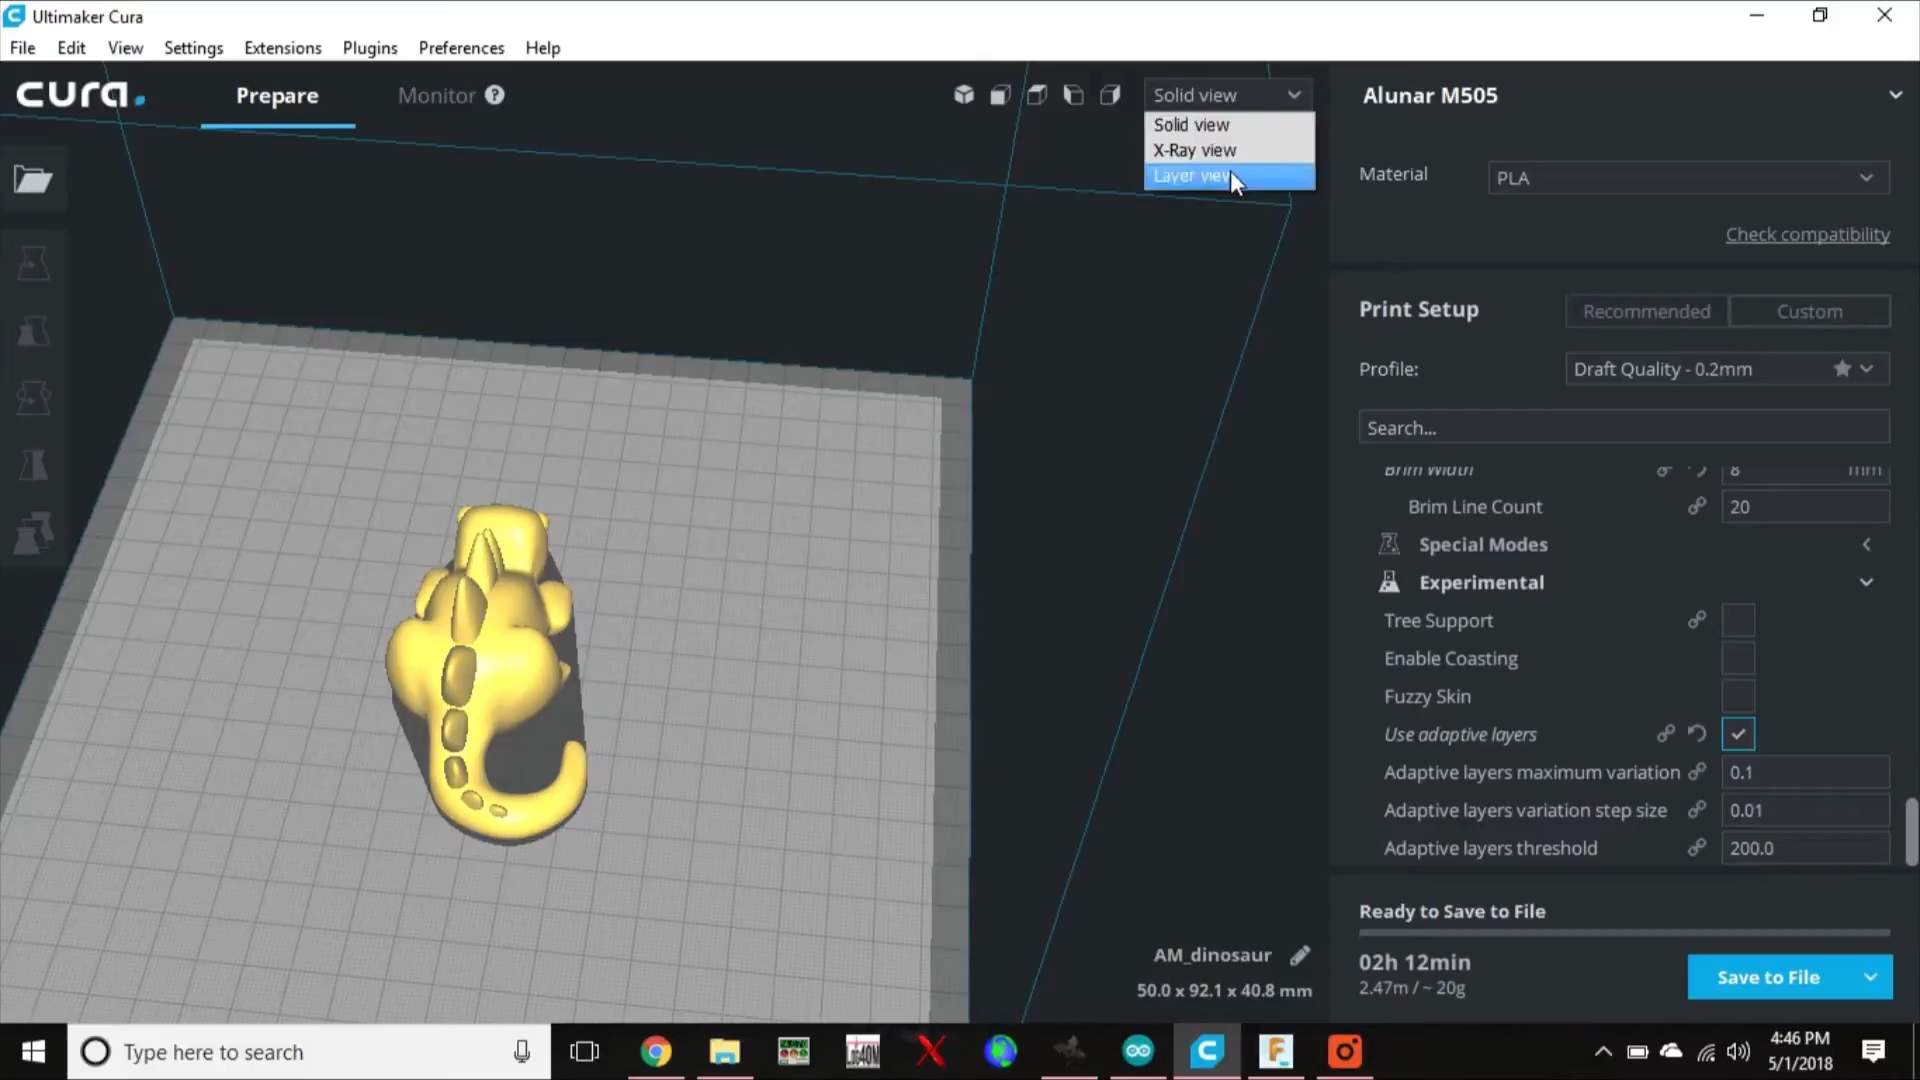 Ultimaker Cura
File Edit View Settings Extensions Plugins Preferences Help
cura. Prepare Monitor ? Solid view Alunar M505
Solid view
X-Ray view
Layer view
Material PLA
Check compatibility
Print Setup Recommended Custom
Profile: Draft Quality - 0.2mm
Search...
Brim Width 8 mm
Brim Line Count 20
Special Modes
Experimental
Tree Support
Enable Coasting
Fuzzy Skin
Use adaptive layers
Adaptive layers maximum variation 0.1
Adaptive layers variation step size 0.01
Adaptive layers threshold 200.0
Ready to Save to File
AM_dinosaur
50.0 x 92.1 x 40.8 mm
02h 12min
2.47m / ~ 20g
Save to File
Type here to search
4:46 PM
5/1/2018